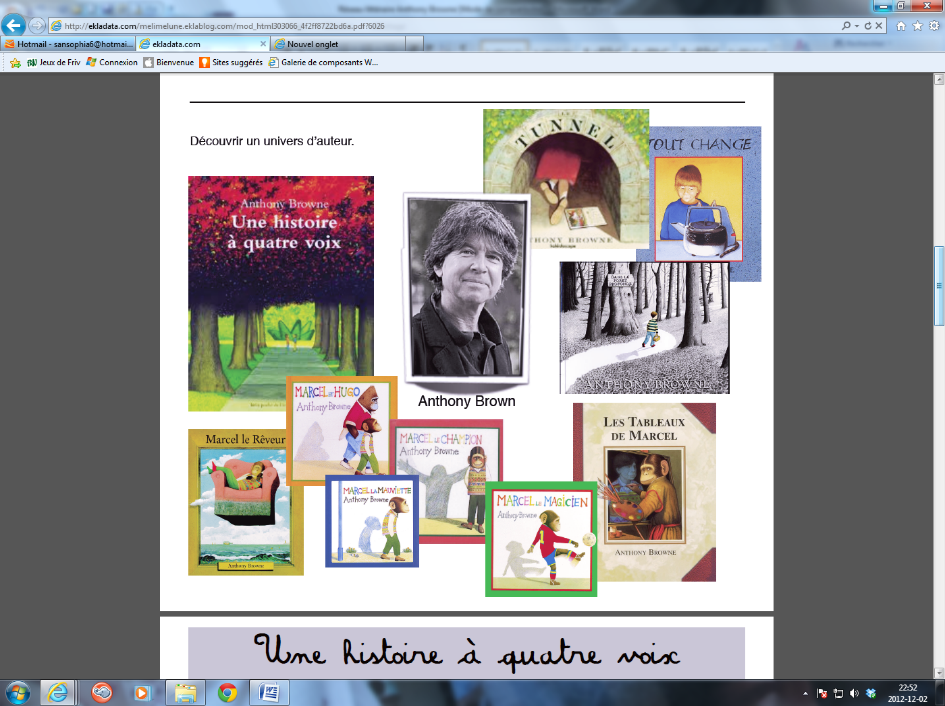 http://ekladata.com/melimelune.eklablog.com/mod_html303066_4f2ff8722bd6a.pdf?6026
Hotmail - sansophia6@hotmai...
ekladata.com
Nouvel onglet
Jeux de Friv
Connexion
Bienvenue
Sites suggérés
Galerie de composants W...
Découvrir un univers d'auteur.
TUNNEL
ANTHONY BROWNE
TOUT CHANGE
Anthony Browne
Une histoire
à quatre voix
ANTHONY BROWNE
Anthony Brown
MARCEL et HUGO
Anthony Browne
Marcel le Rêveur
Anthony Browne
MARCEL le CHAMPION
Anthony Browne
MARCEL LA MAUVIETTE
Anthony Browne
MARCEL le MAGICIEN
Anthony Browne
1
LES TABLEAUX
DE MARCEL
ANTHONY BROWNE
Une histoire à quatre voix
22:52
2012-12-02